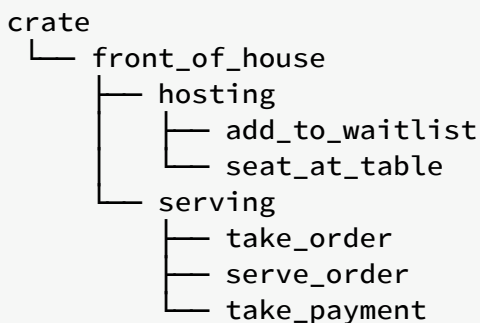 crate
└── front_of_house
├── hosting
│ ├── add_to_waitlist
│ └── seat_at_table
└── serving
├── take_order
├── serve_order
└── take_payment